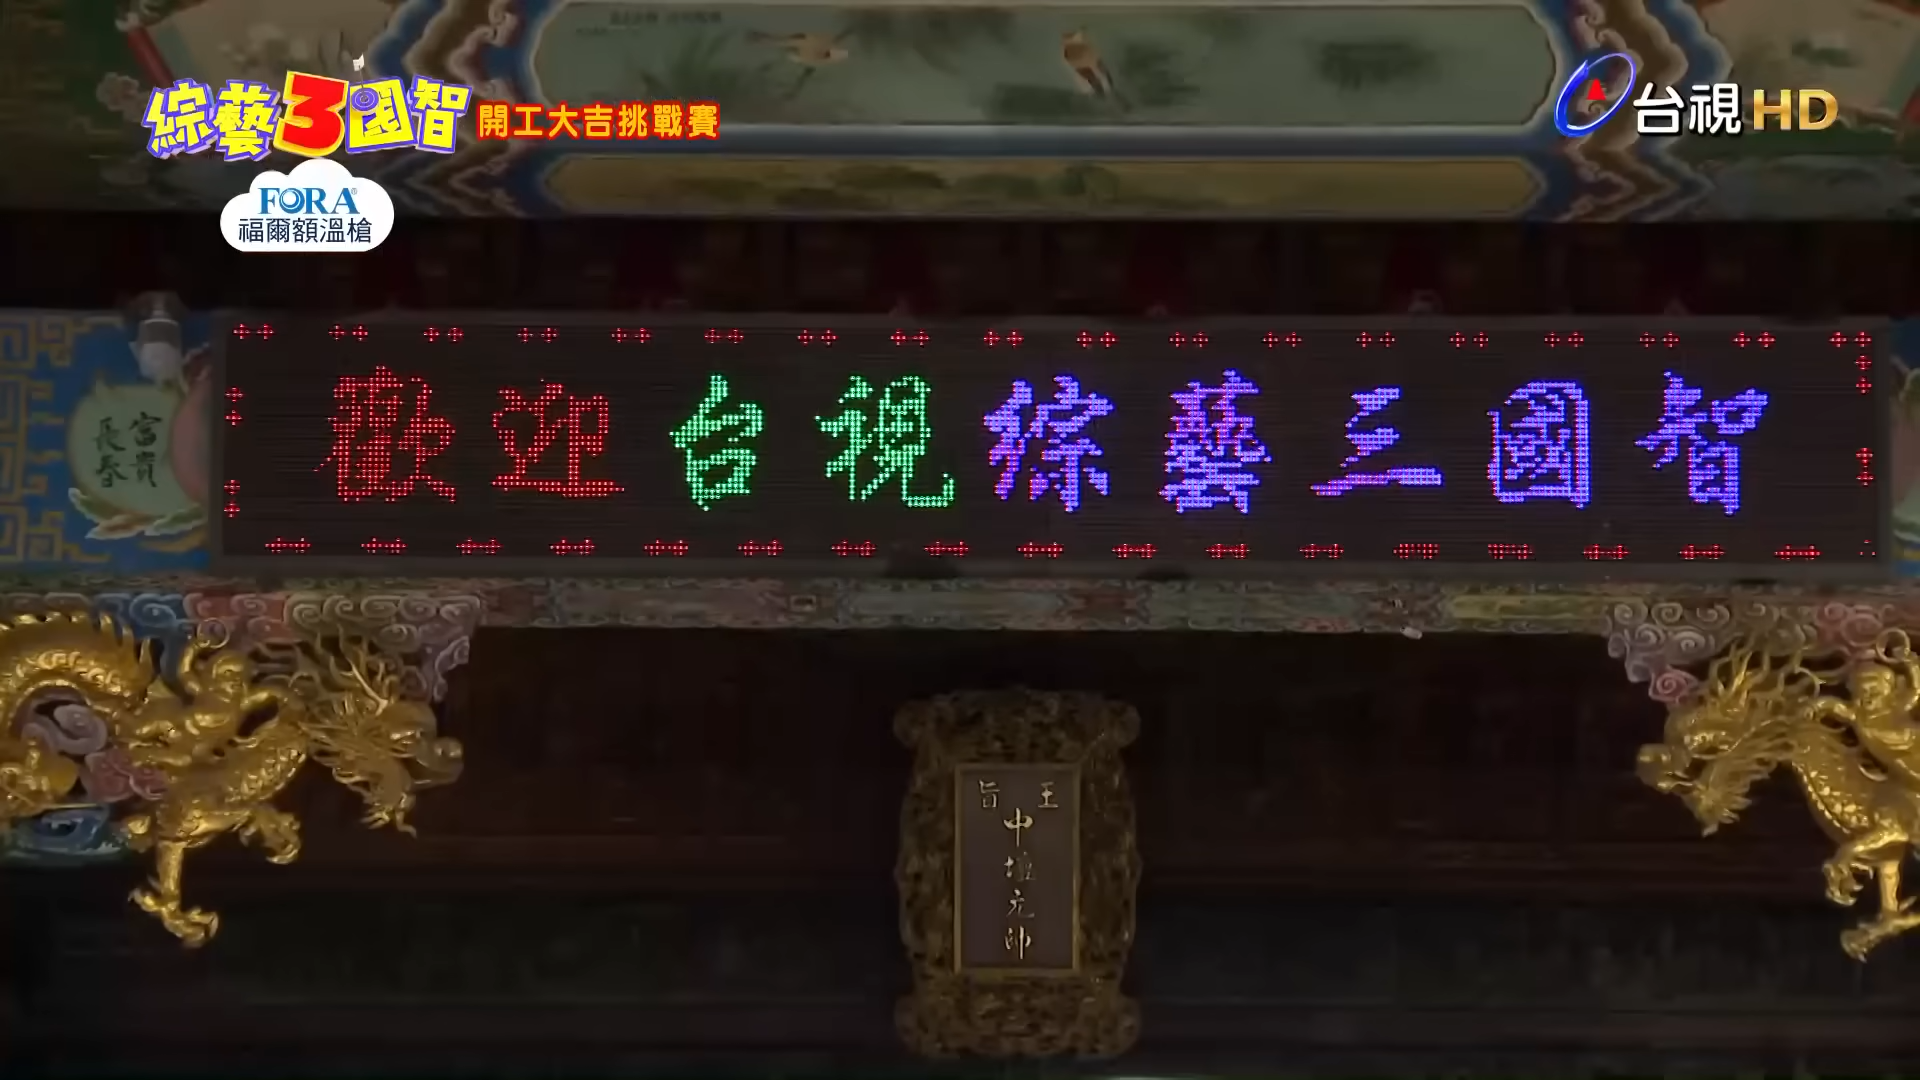 綜藝3國智 開工大吉挑戰賽
台視HD
FORA
福爾額溫槍
歡迎台視綜藝三國智
富貴
長春
玉旨
中壇元帥